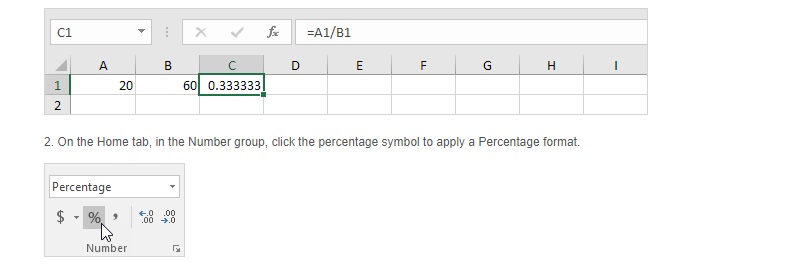 C1 fx =A1/B1
A B C D E F G H I
1 20 60 0.333333
2
2. On the Home tab, in the Number group, click the percentage symbol to apply a Percentage format.
Percentage
$ % , ←.0 .00 .00 →.0
Number